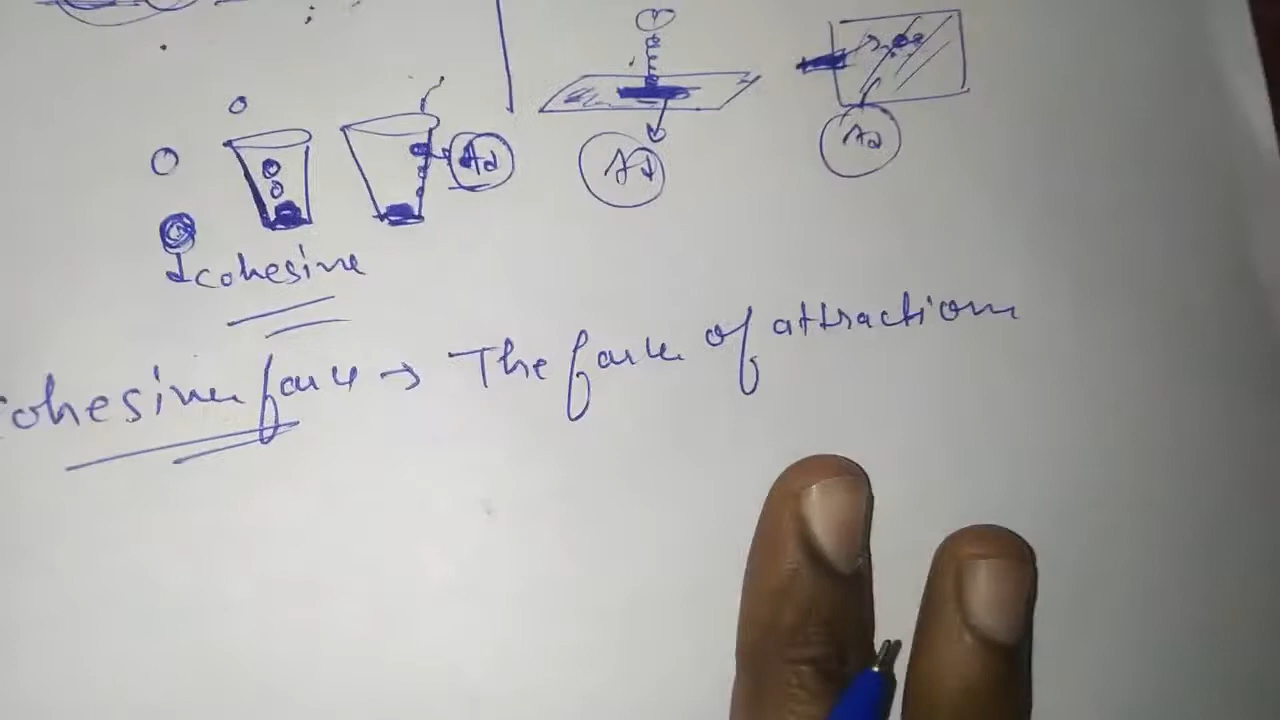 Ad
Ad
Ad
cohesive
cohesive force → The force of attraction